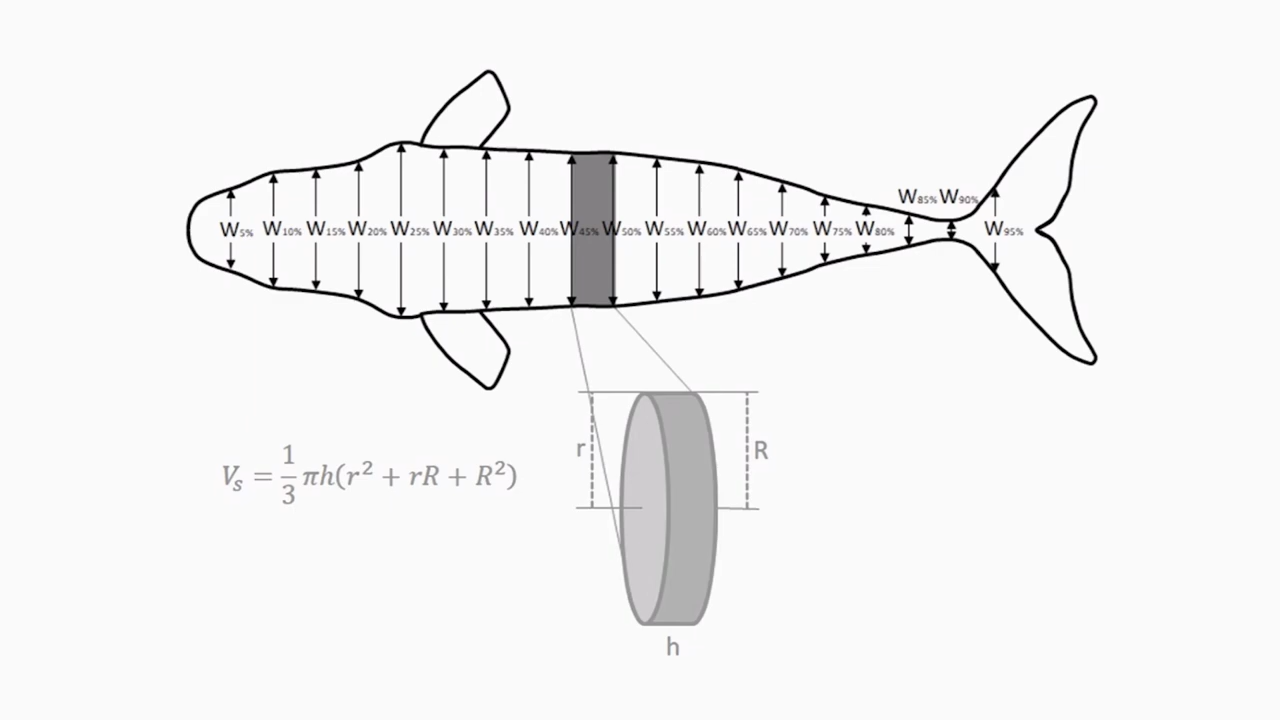 W85% W90%
W5% W10% W15% W20% W25% W30% W35% W40% W45% W50% W55% W60% W65% W70% W75% W80% W95%
r
R
Vₛ = 1/3 πh(r² + rR + R²)
h